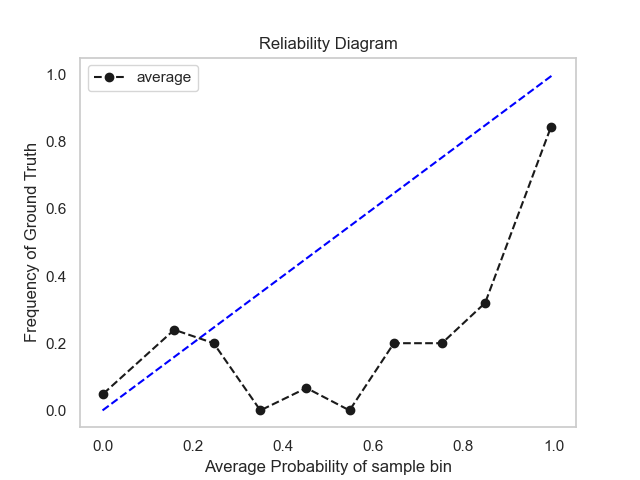 Reliability Diagram
average
1.0
0.8
0.6
0.4
0.2
0.0
Frequency of Ground Truth
0.0 0.2 0.4 0.6 0.8 1.0
Average Probability of sample bin